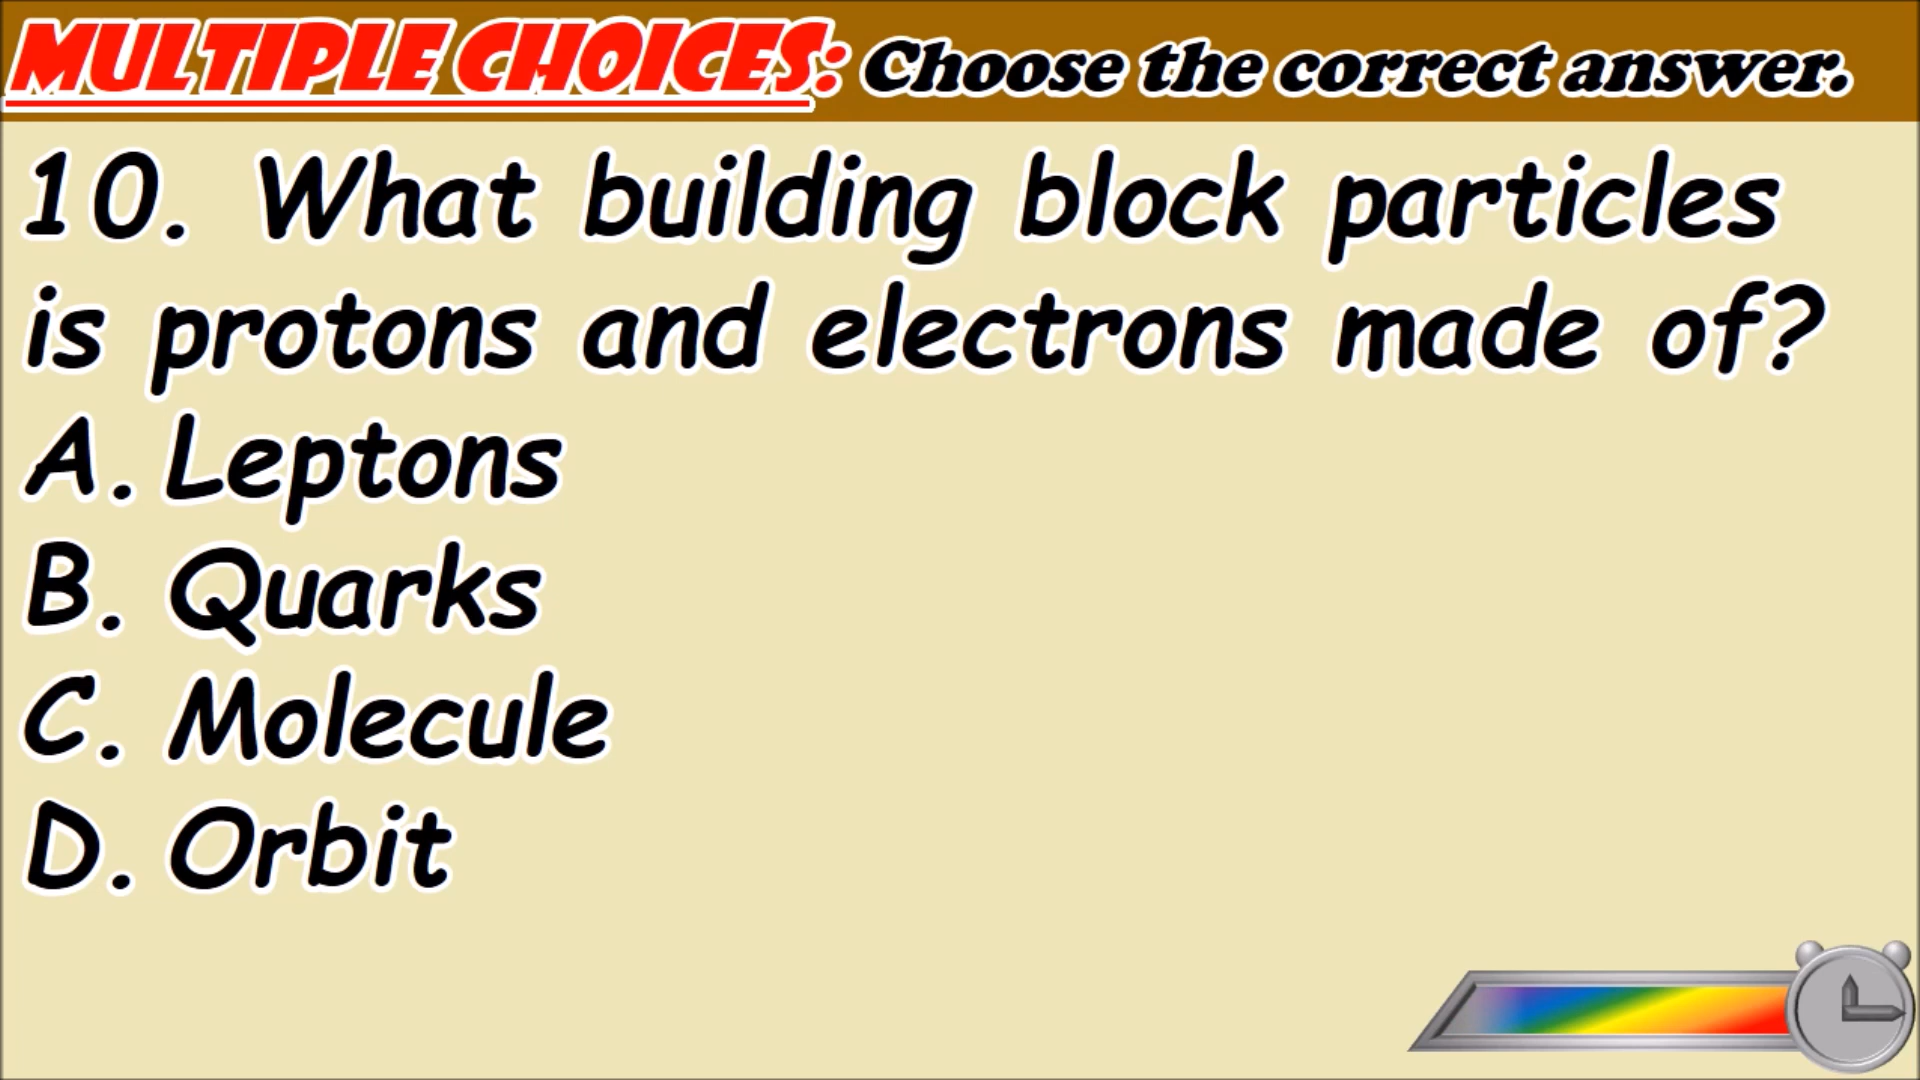 MULTIPLE CHOICES: Choose the correct answer.
10. What building block particles
is protons and electrons made of?
A. Leptons
B. Quarks
C. Molecule
D. Orbit